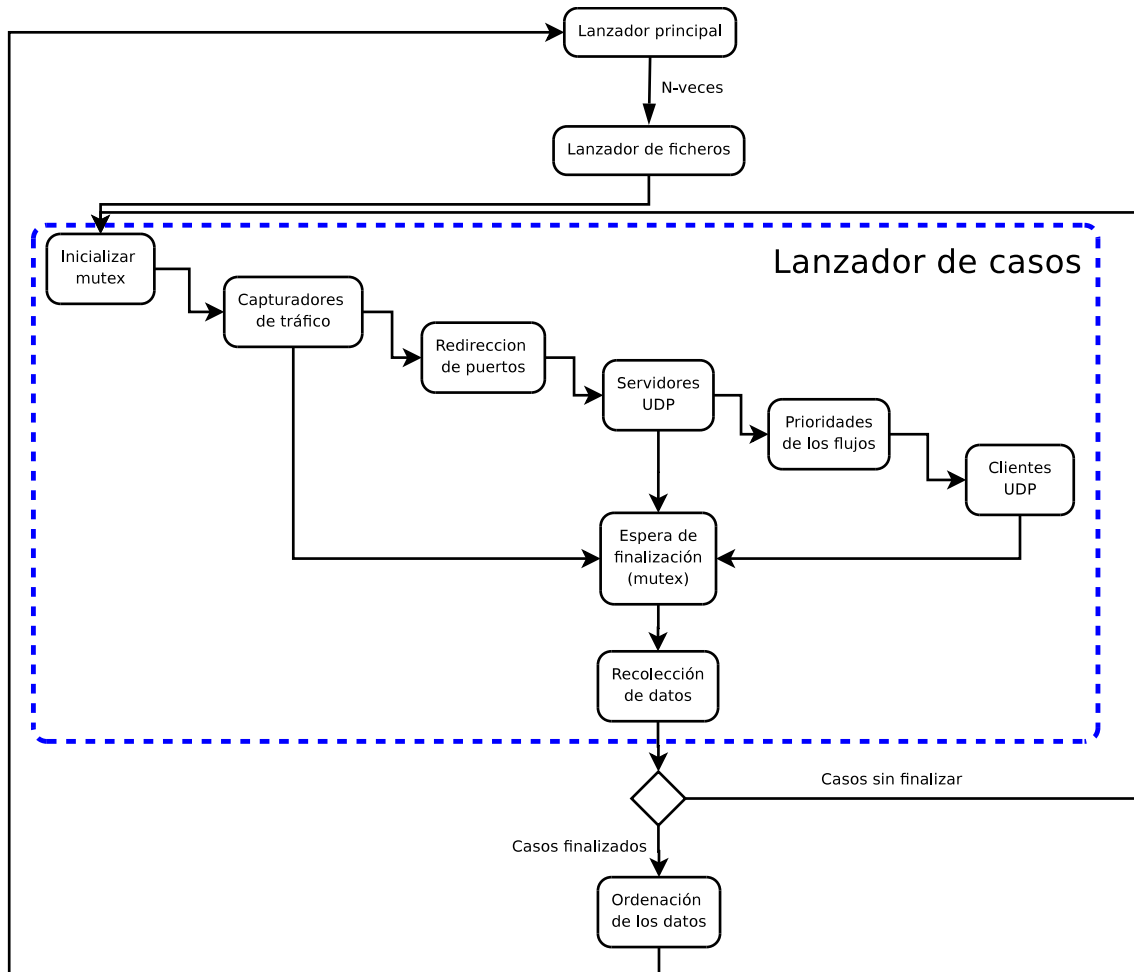 Lanzador principal
N-veces
Lanzador de ficheros
Lanzador de casos
Inicializar
mutex
Capturadores
de tráfico
Redireccion
de puertos
Servidores
UDP
Prioridades
de los flujos
Clientes
UDP
Espera de
finalización
(mutex)
Recolección
de datos
Casos sin finalizar
Casos finalizados
Ordenación
de los datos